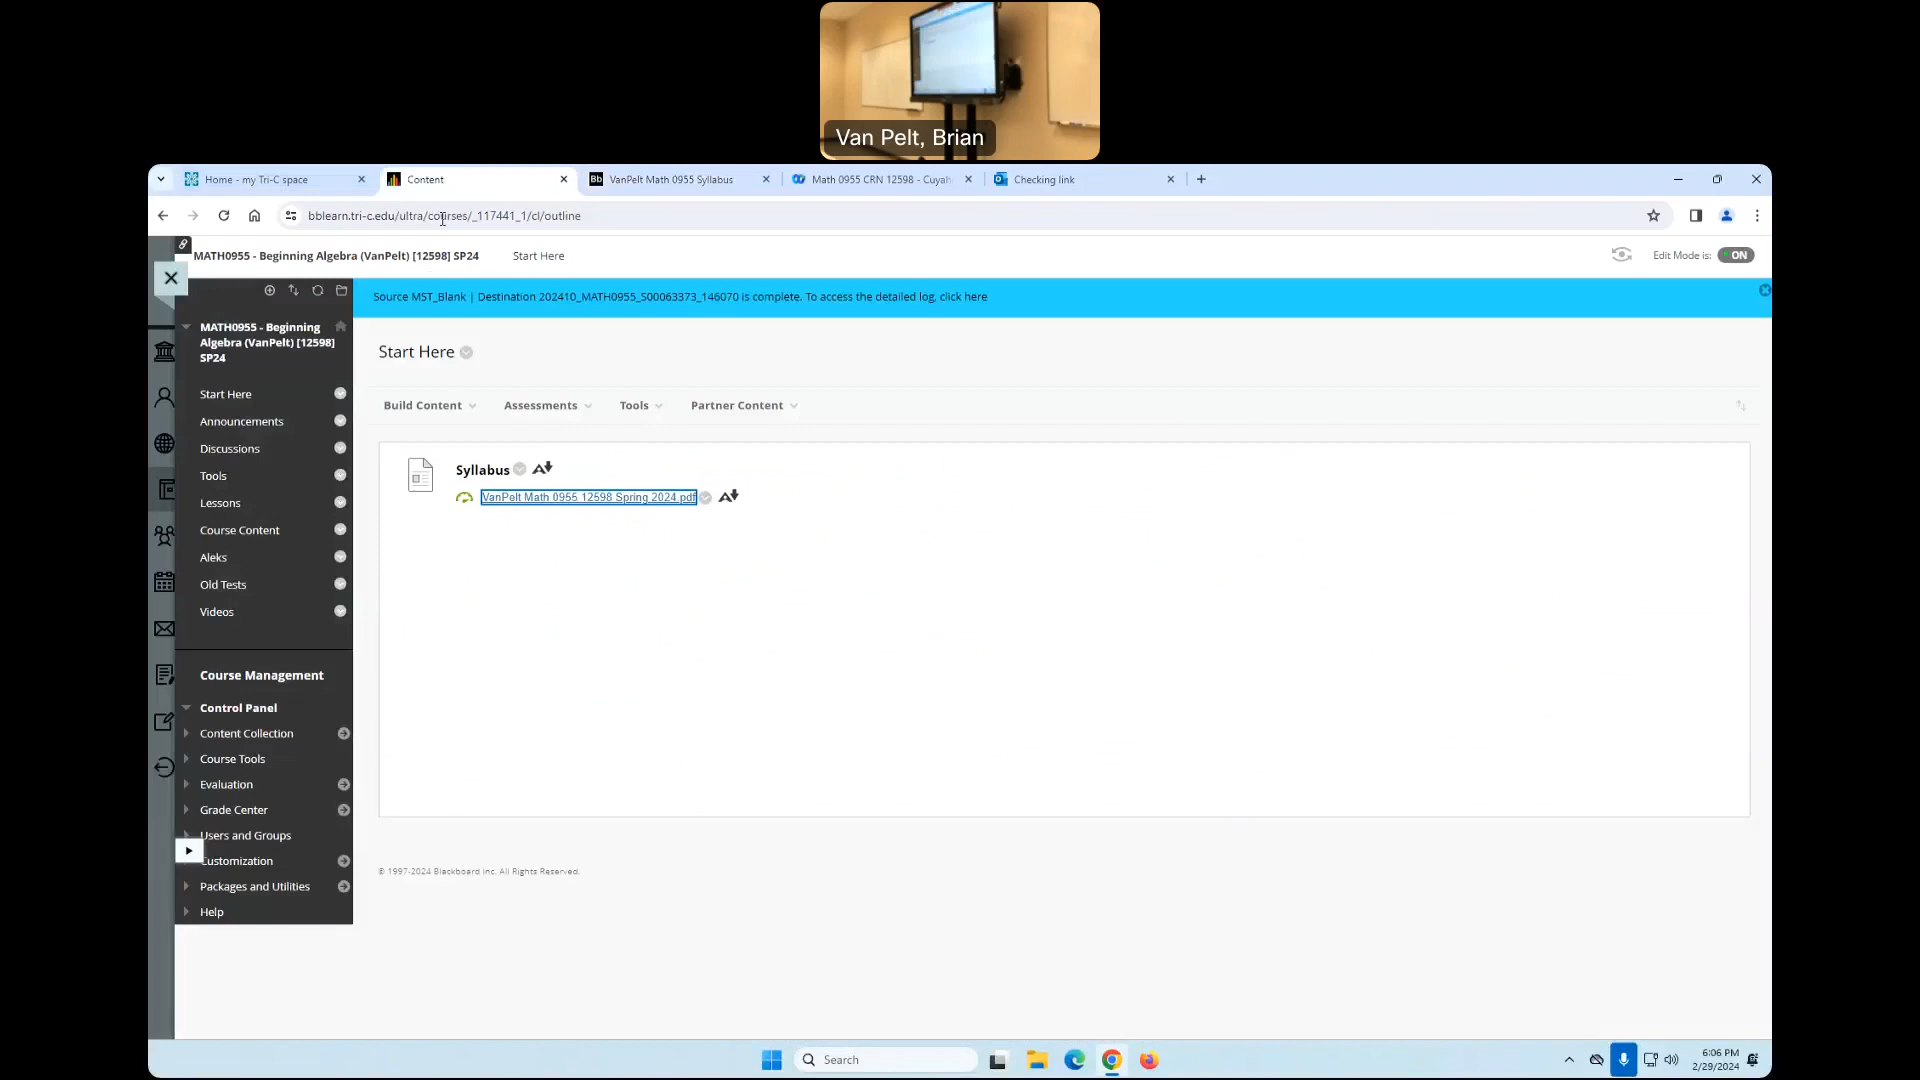 Van Pelt, Brian
Home - my Tri-C space
Content
Bb VanPelt Math 0955 Syllabus
Math 0955 CRN 12598 - Cuyah
Checking link
bblearn.tri-c.edu/ultra/courses/_117441_1/cl/outline
MATH0955 - Beginning Algebra (VanPelt) [12598] SP24
Start Here
Edit Mode is: ON
Source MST_Blank | Destination 202410_MATH0955_S00063373_146070 is complete. To access the detailed log, click here
MATH0955 - Beginning
Algebra (VanPelt) [12598]
SP24
Start Here
Announcements
Discussions
Tools
Lessons
Course Content
Aleks
Old Tests
Videos
Course Management
Control Panel
Content Collection
Course Tools
Evaluation
Grade Center
Users and Groups
Customization
Packages and Utilities
Help
Start Here
Build Content
Assessments
Tools
Partner Content
Syllabus
VanPelt Math 0955 12598 Spring 2024.pdf
© 1997-2024 Blackboard Inc. All Rights Reserved.
Search
6:06 PM
2/29/2024